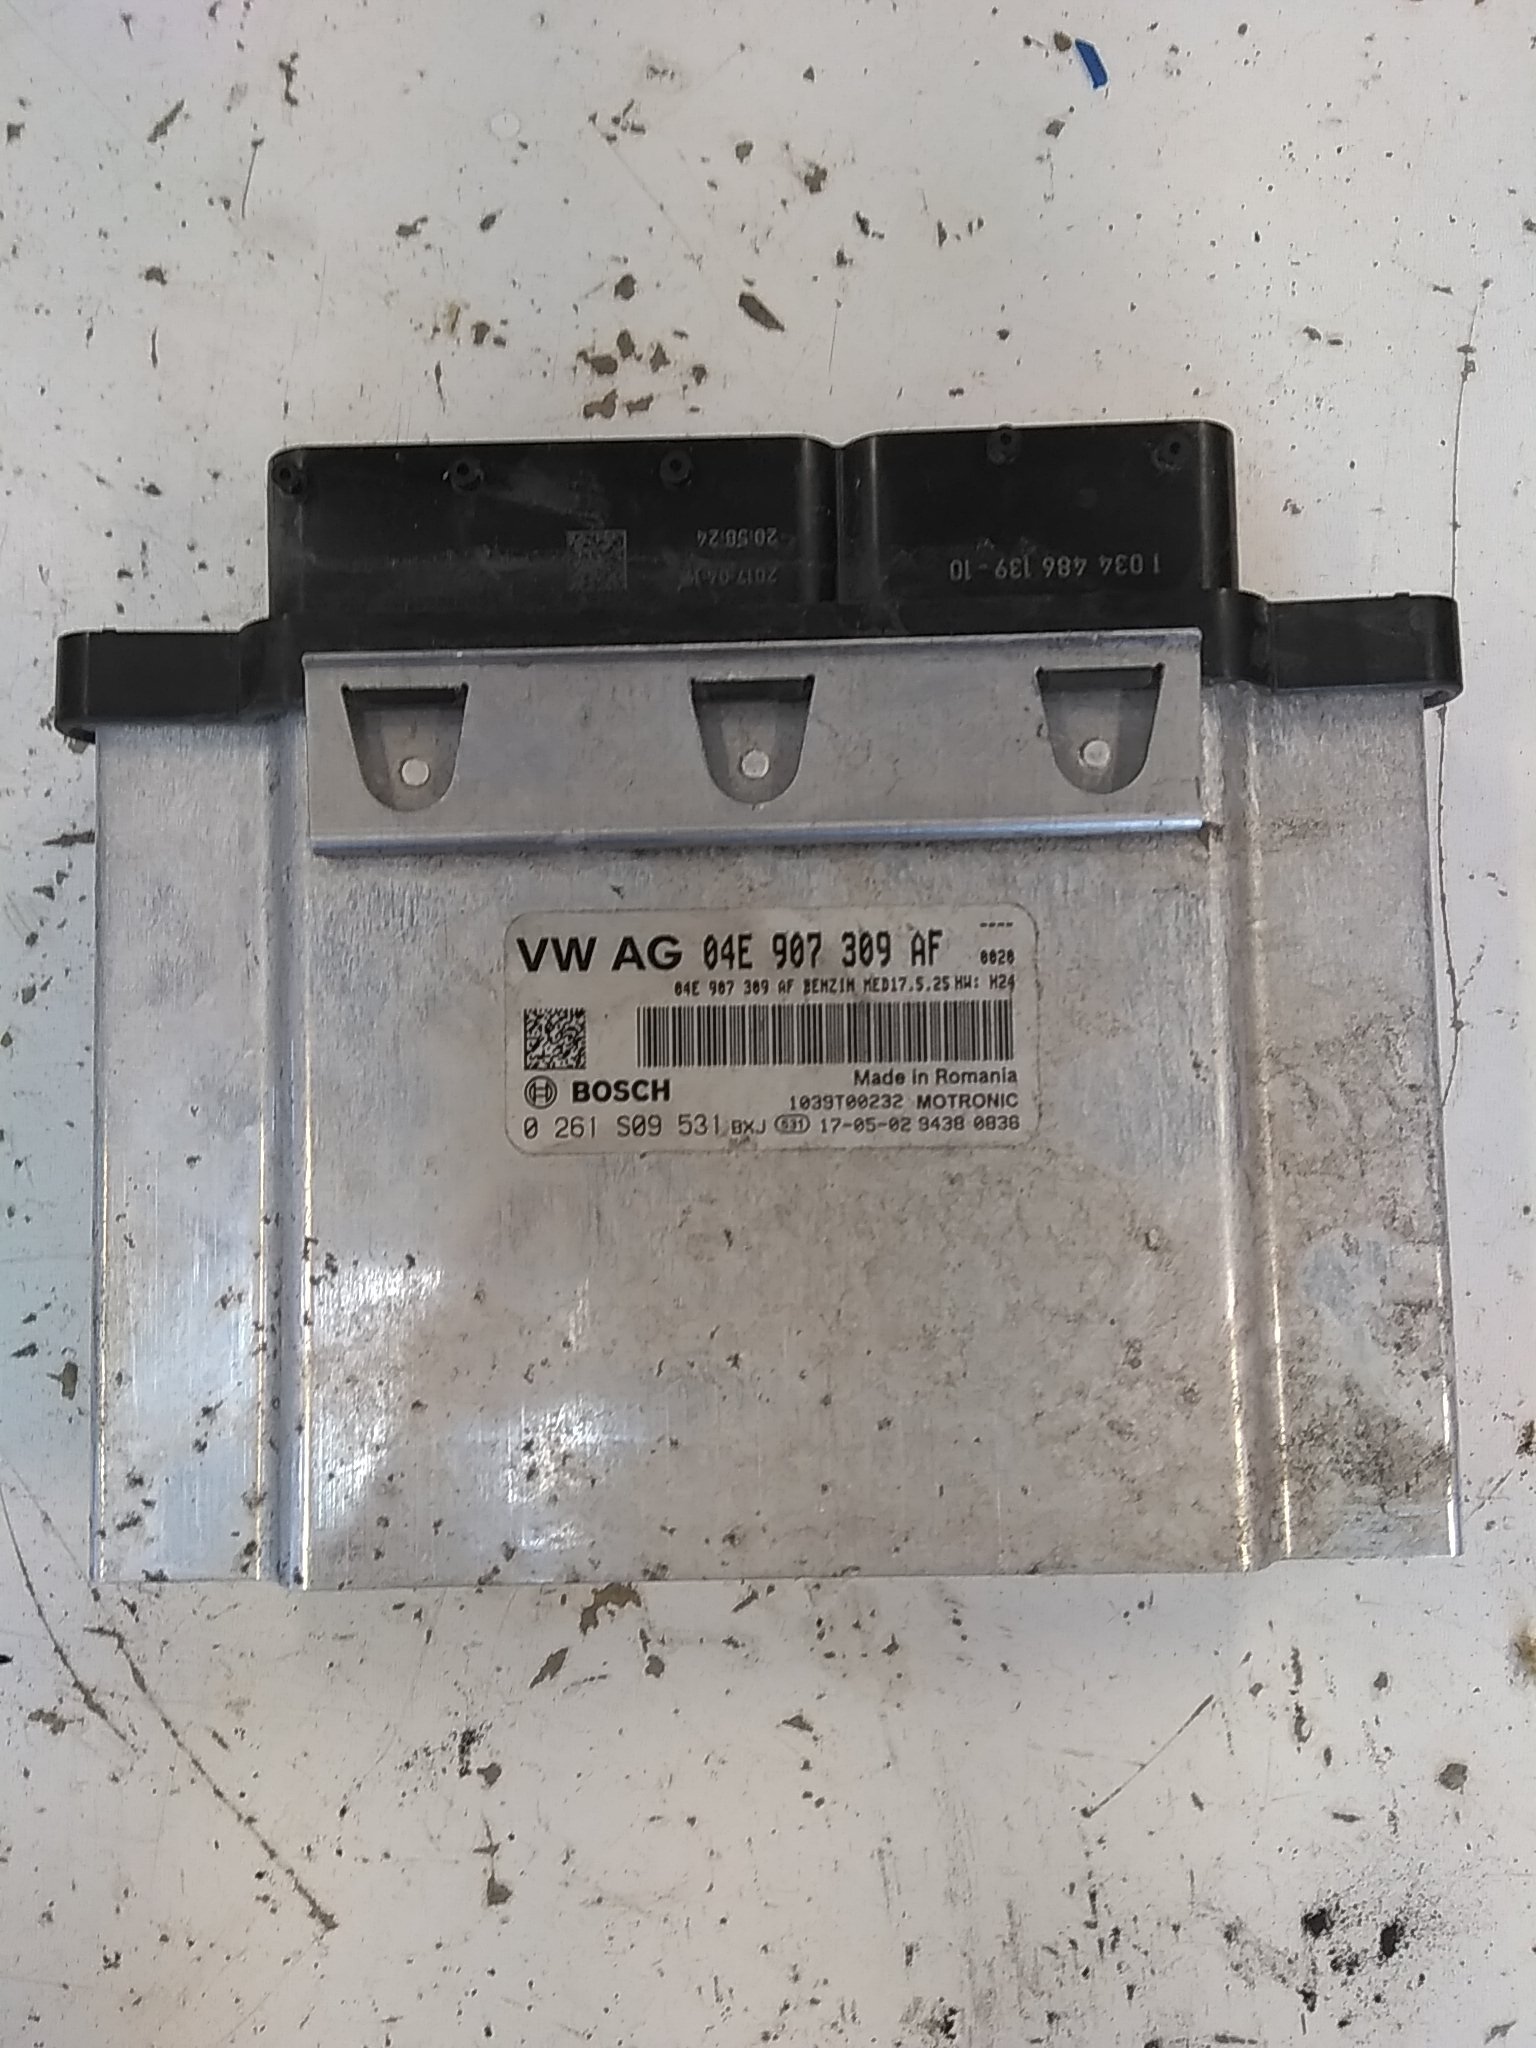 20:58:24
1 034 486 139-10
VW AG 04E 907 309 AF
----
0020
04E 907 309 AF BENZIN MED17.5.25 HW: H24
Made in Romania
BOSCH
1039T00232 MOTRONIC
0 261 S09 531 BXJ 531 17-05-02 9438 0836